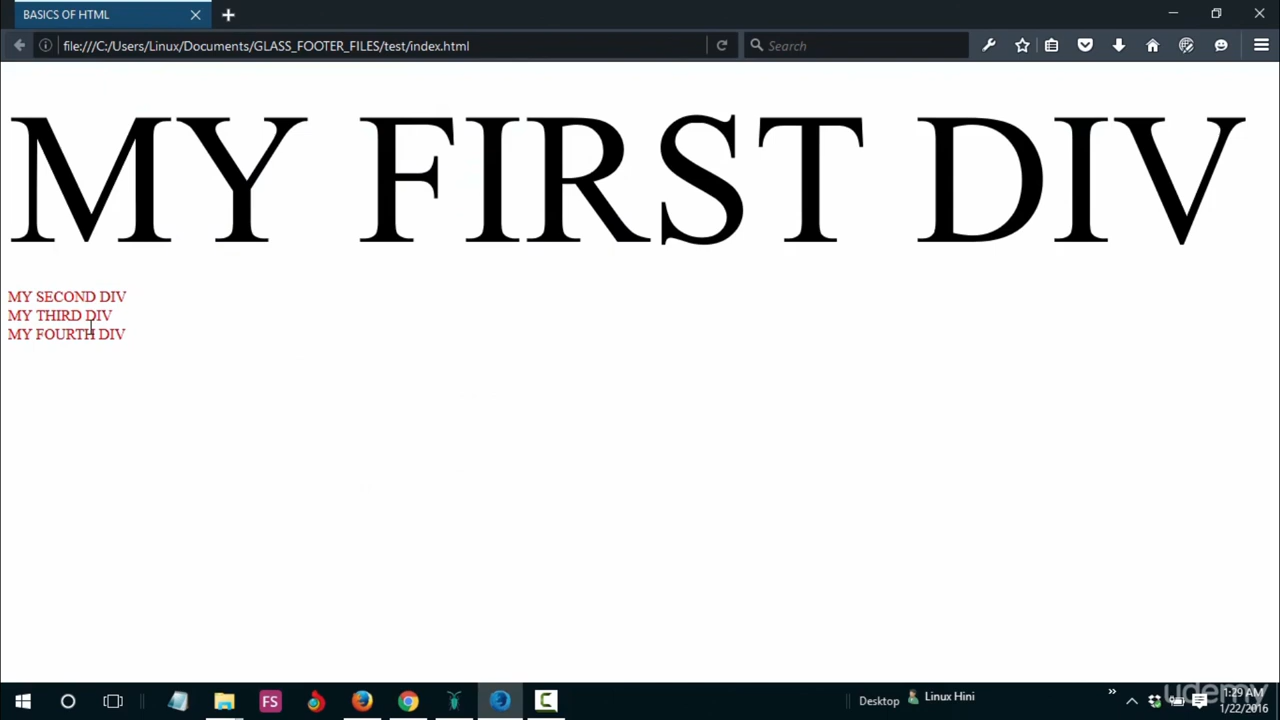 BASICS OF HTML
file:///C:/Users/Linux/Documents/GLASS_FOOTER_FILES/test/index.html
Search
MY FIRST DIV
MY SECOND DIV
MY THIRD DIV
MY FOURTH DIV
FS
Desktop
Linux Hini
1:29 AM
1/22/2016
udemy